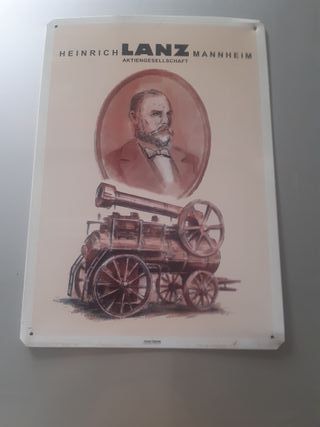 HEINRICH LANZ MANNHEIM
AKTIENGESELLSCHAFT